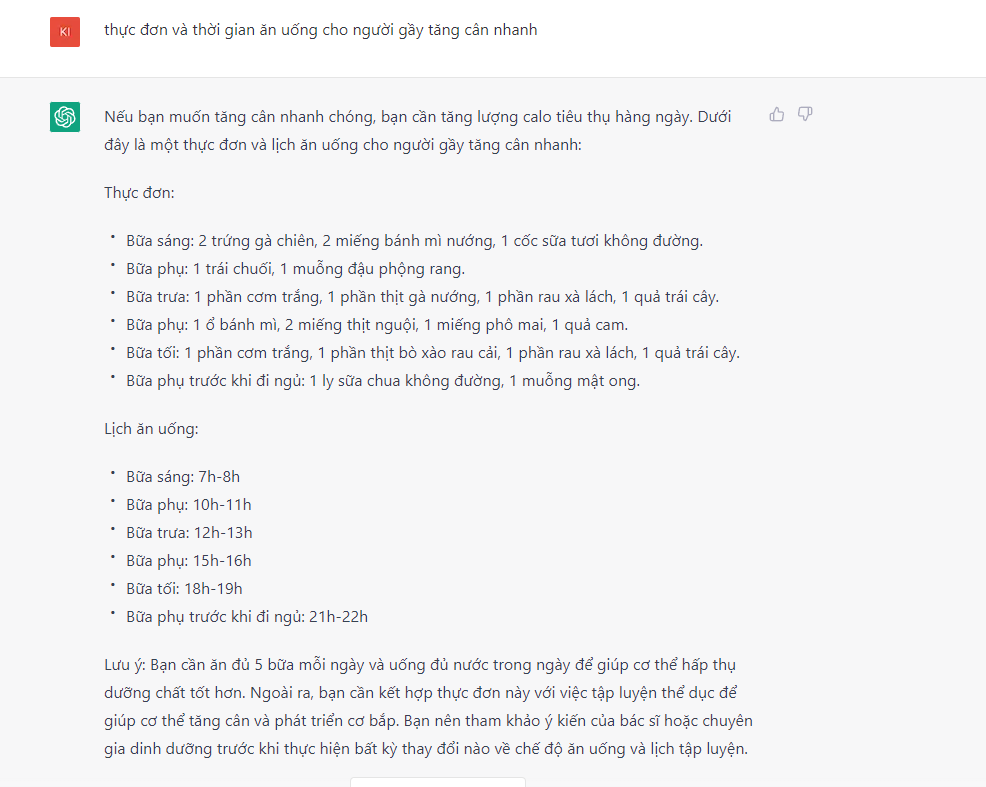 KI
thực đơn và thời gian ăn uống cho người gầy tăng cân nhanh
Nếu bạn muốn tăng cân nhanh chóng, bạn cần tăng lượng calo tiêu thụ hàng ngày. Dưới
đây là một thực đơn và lịch ăn uống cho người gầy tăng cân nhanh:
Thực đơn:
• Bữa sáng: 2 trứng gà chiên, 2 miếng bánh mì nướng, 1 cốc sữa tươi không đường.
• Bữa phụ: 1 trái chuối, 1 muỗng đậu phộng rang.
• Bữa trưa: 1 phần cơm trắng, 1 phần thịt gà nướng, 1 phần rau xà lách, 1 quả trái cây.
• Bữa phụ: 1 ổ bánh mì, 2 miếng thịt nguội, 1 miếng phô mai, 1 quả cam.
• Bữa tối: 1 phần cơm trắng, 1 phần thịt bò xào rau cải, 1 phần rau xà lách, 1 quả trái cây.
• Bữa phụ trước khi đi ngủ: 1 ly sữa chua không đường, 1 muỗng mật ong.
Lịch ăn uống:
• Bữa sáng: 7h-8h
• Bữa phụ: 10h-11h
• Bữa trưa: 12h-13h
• Bữa phụ: 15h-16h
• Bữa tối: 18h-19h
• Bữa phụ trước khi đi ngủ: 21h-22h
Lưu ý: Bạn cần ăn đủ 5 bữa mỗi ngày và uống đủ nước trong ngày để giúp cơ thể hấp thụ
dưỡng chất tốt hơn. Ngoài ra, bạn cần kết hợp thực đơn này với việc tập luyện thể dục để
giúp cơ thể tăng cân và phát triển cơ bắp. Bạn nên tham khảo ý kiến của bác sĩ hoặc chuyên
gia dinh dưỡng trước khi thực hiện bất kỳ thay đổi nào về chế độ ăn uống và lịch tập luyện.